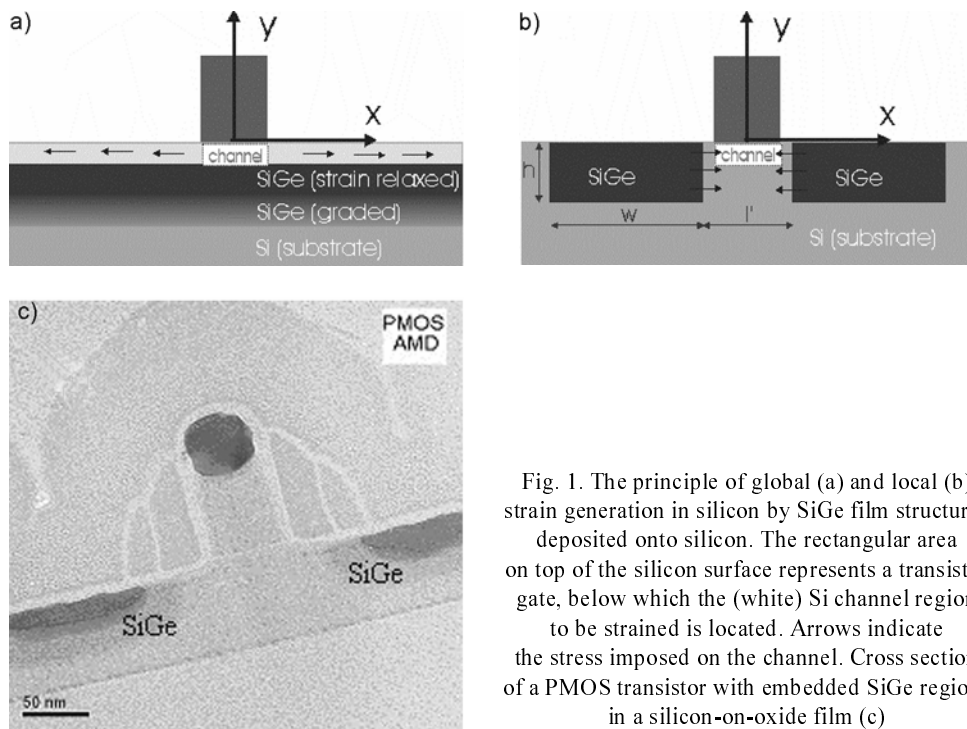 a)
y
x
channel
SiGe (strain relaxed)
SiGe (graded)
Si (substrate)
b)
y
x
channel
h
SiGe
SiGe
w
l'
Si (substrate)
c)
PMOS
AMD
SiGe
SiGe
50 nm
Fig. 1. The principle of global (a) and local (b)
strain generation in silicon by SiGe film structur
deposited onto silicon. The rectangular area
on top of the silicon surface represents a transist
gate, below which the (white) Si channel region
to be strained is located. Arrows indicate
the stress imposed on the channel. Cross section
of a PMOS transistor with embedded SiGe region
in a silicon-on-oxide film (c)